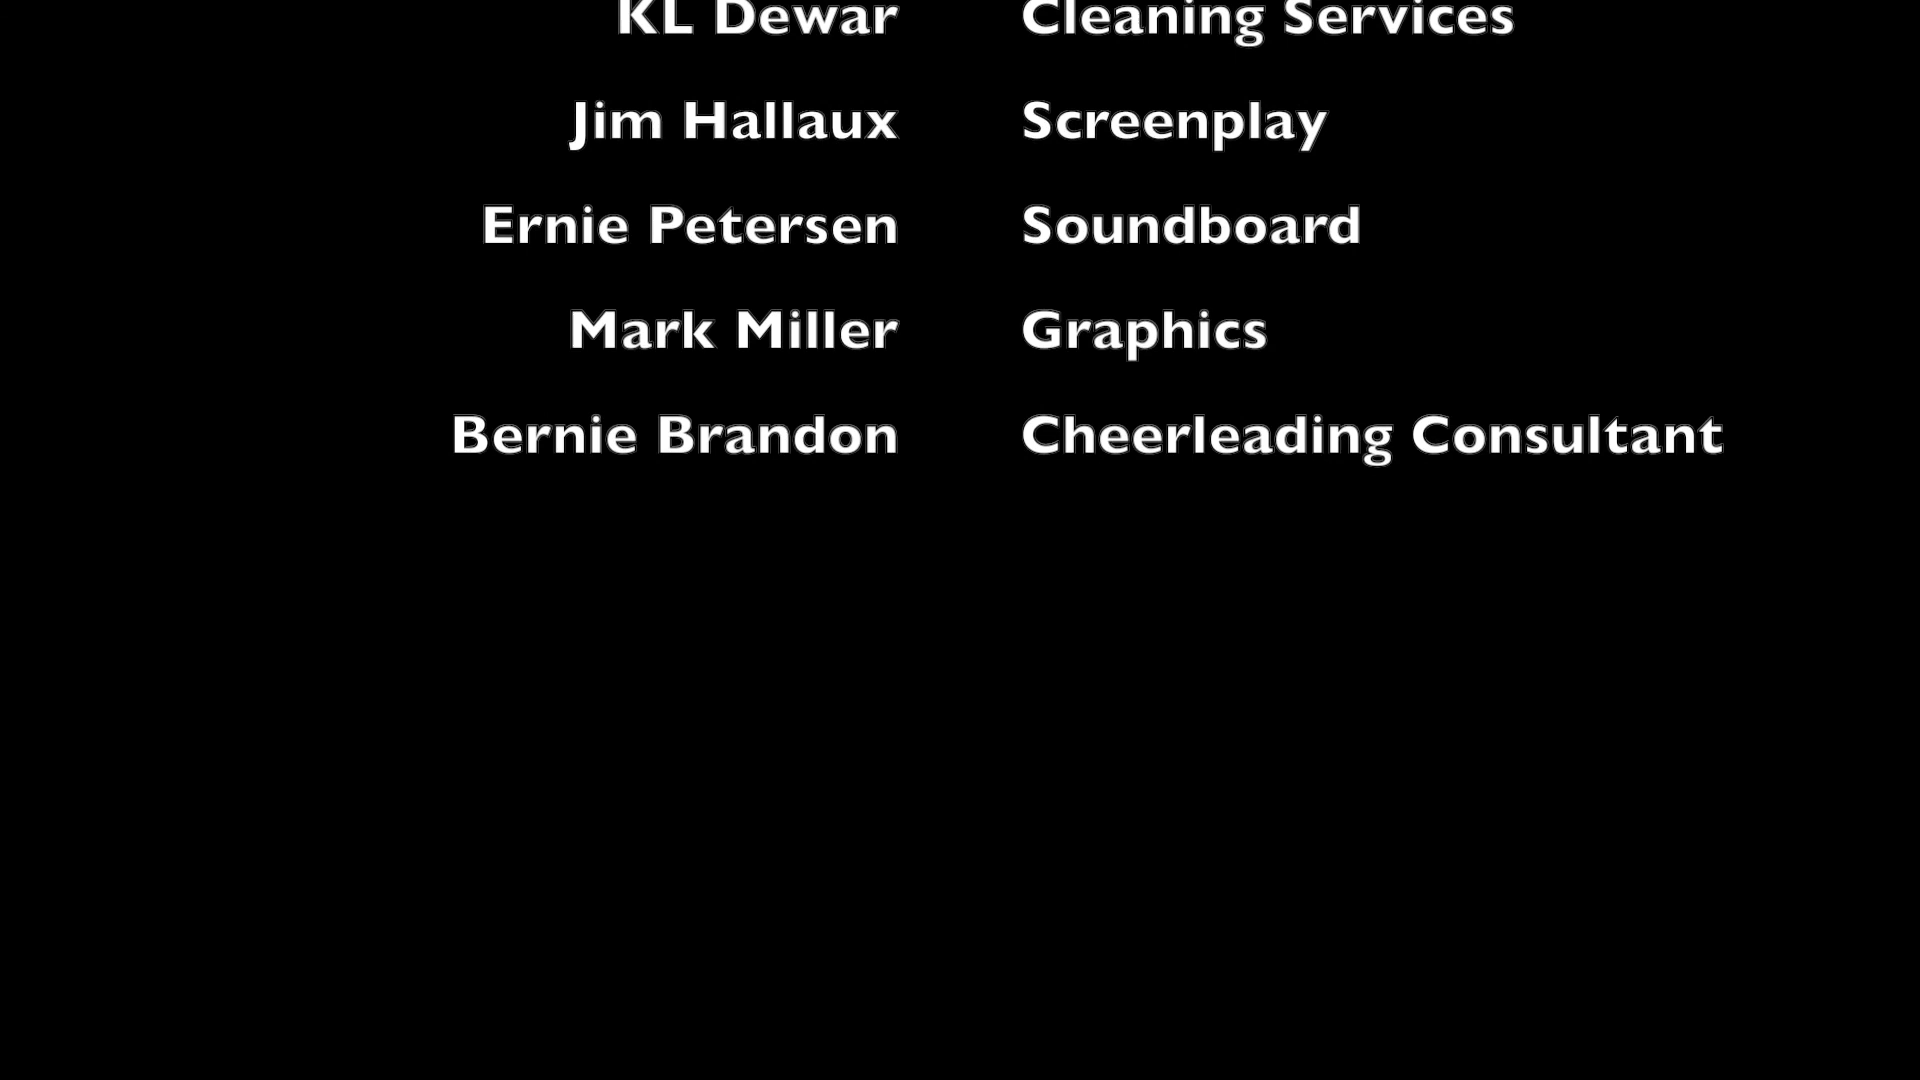 KL Dewar Cleaning Services
Jim Hallaux Screenplay
Ernie Petersen Soundboard
Mark Miller Graphics
Bernie Brandon Cheerleading Consultant